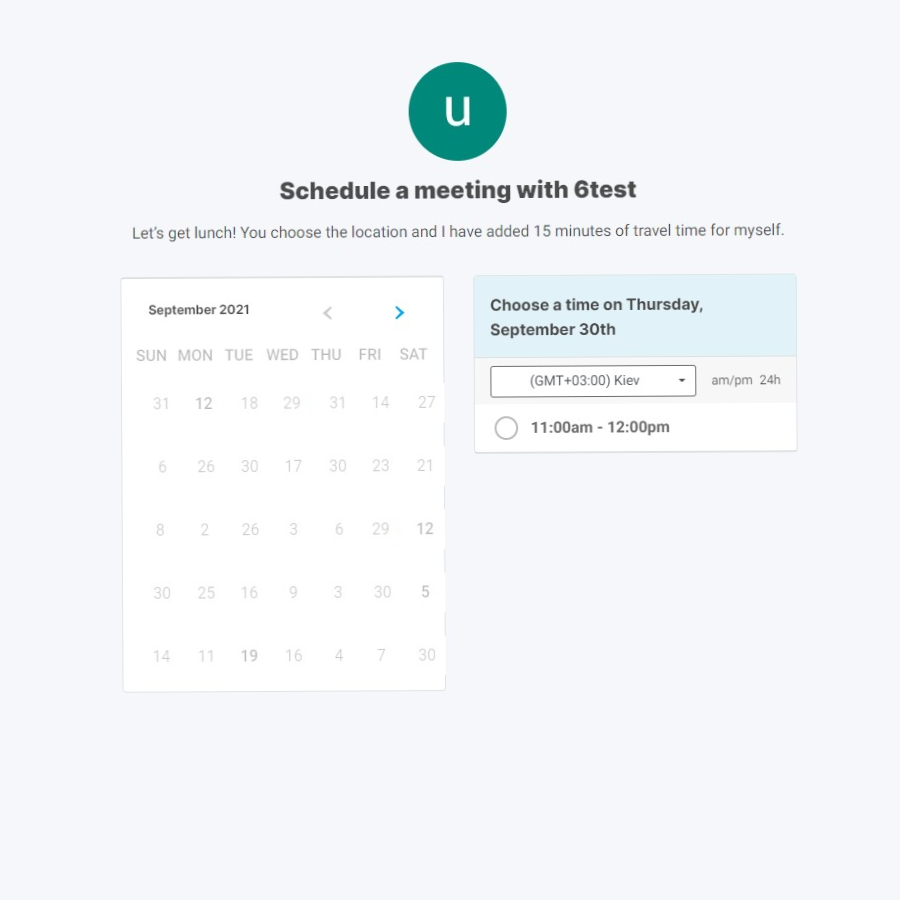 u
Schedule a meeting with 6test
Let's get lunch! You choose the location and I have added 15 minutes of travel time for myself.
September 2021
SUN MON TUE WED THU FRI SAT
31 12 18 29 31 14 27
6 26 30 17 30 23 21
8 2 26 3 6 29 12
30 25 16 9 3 30 5
14 11 19 16 4 7 30
Choose a time on Thursday,
September 30th
(GMT+03:00) Kiev am/pm 24h
11:00am - 12:00pm